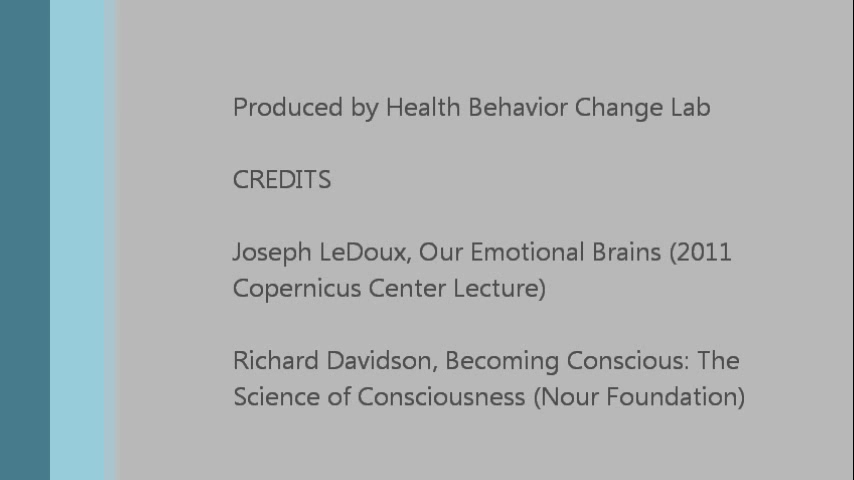 Produced by Health Behavior Change Lab
CREDITS
Joseph LeDoux, Our Emotional Brains (2011
Copernicus Center Lecture)
Richard Davidson, Becoming Conscious: The
Science of Consciousness (Nour Foundation)